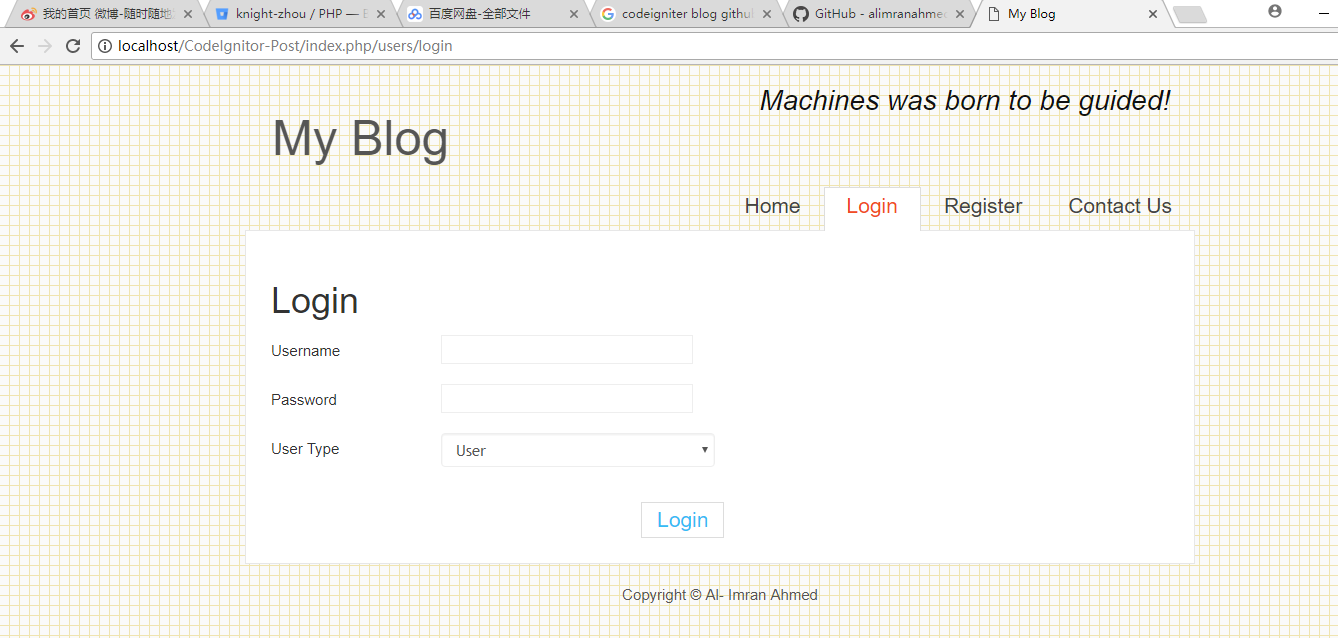 我的首页 微博-随时随地
knight-zhou / PHP —
百度网盘-全部文件
codeigniter blog githu
GitHub - alimranahmed
My Blog
localhost/CodeIgnitor-Post/index.php/users/login
Machines was born to be guided!
My Blog
Home Login Register Contact Us
Login
Username
Password
User Type User
Login
Copyright © Al- Imran Ahmed